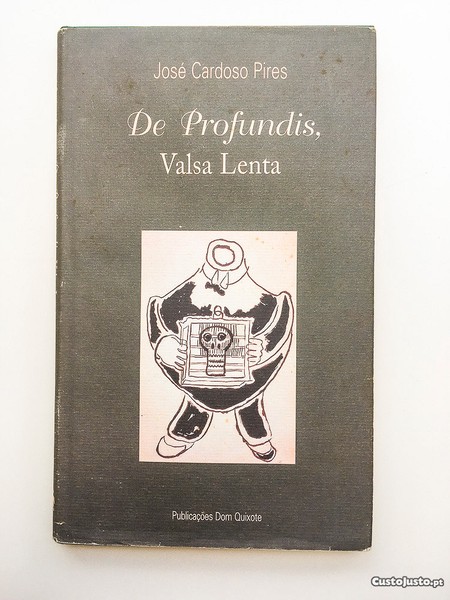 José Cardoso Pires
De Profundis,
Valsa Lenta
Publicações Dom Quixote
CustoJusto.pt